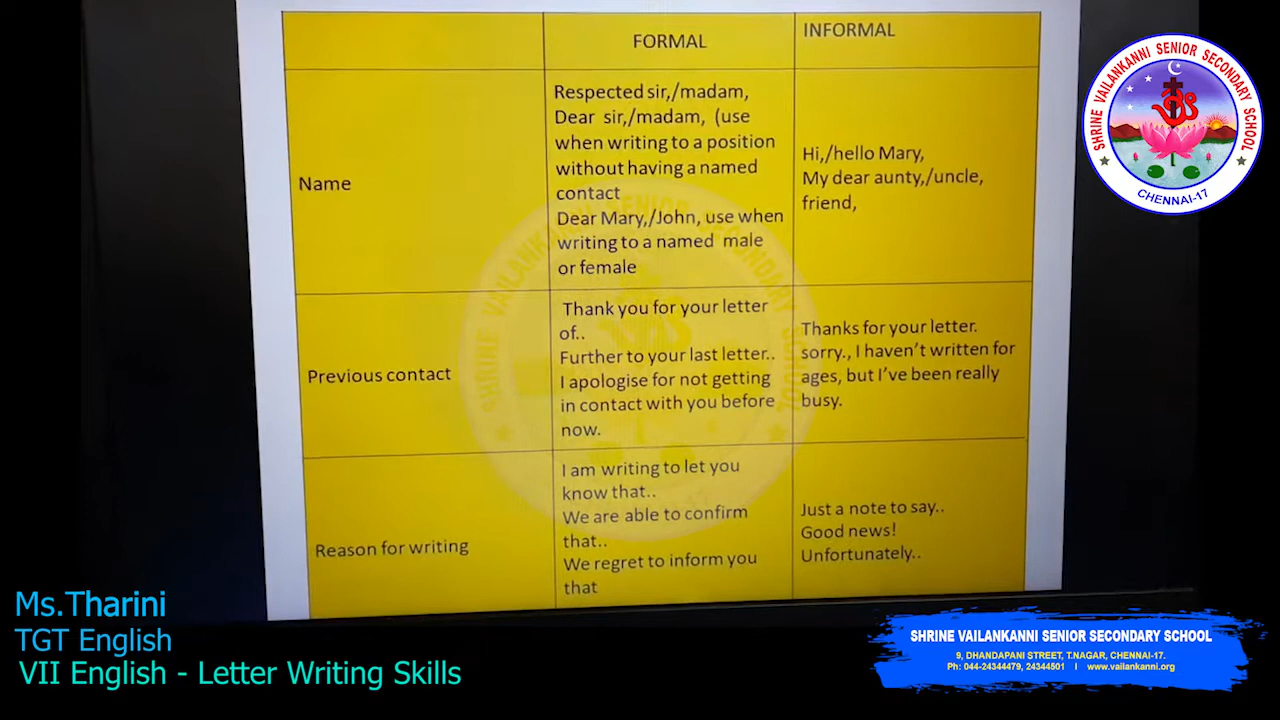 FORMAL
INFORMAL
Name
Respected sir,/madam,
Dear sir,/madam, (use
when writing to a position
without having a named
contact
Dear Mary,/John, use when
writing to a named male
or female
Hi,/hello Mary,
My dear aunty,/uncle,
friend,
Previous contact
Thank you for your letter
of..
Further to your last letter..
I apologise for not getting
in contact with you before
now.
Thanks for your letter.
sorry., I haven't written for
ages, but I've been really
busy.
Reason for writing
I am writing to let you
know that..
We are able to confirm
that..
We regret to inform you
that
Just a note to say..
Good news!
Unfortunately..
SHRINE VAILANKANNI SENIOR SECONDARY SCHOOL
CHENNAI-17
SHRINE VAILANKANNI SENIOR SECONDARY SCHOOL
Ms.Tharini
TGT English
VII English - Letter Writing Skills
SHRINE VAILANKANNI SENIOR SECONDARY SCHOOL
9, DHANDAPANI STREET, T.NAGAR, CHENNAI-17.
Ph: 044-24344479, 24344501 I www.vailankanni.org